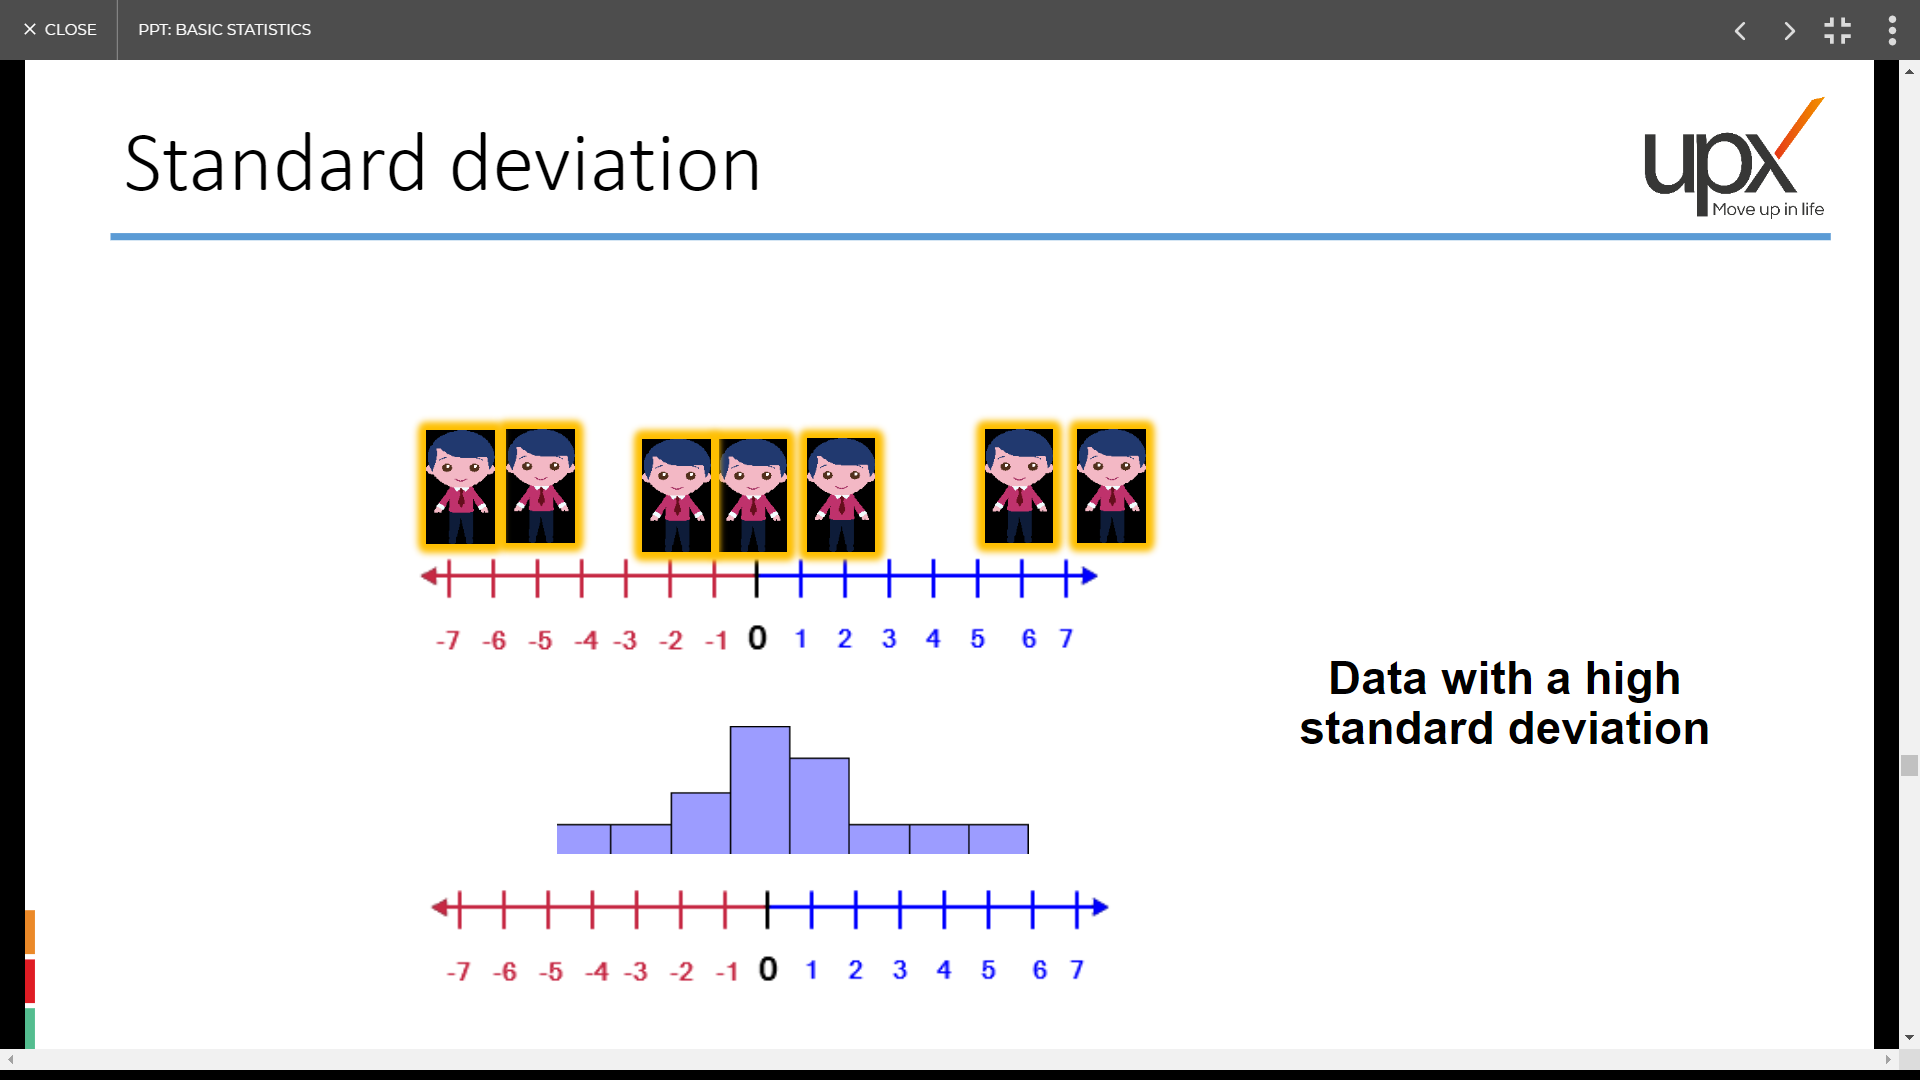 CLOSE
PPT: BASIC STATISTICS
Standard deviation
upx
Move up in life
-7 -6 -5 -4 -3 -2 -1 0 1 2 3 4 5 6 7
Data with a high
standard deviation
-7 -6 -5 -4 -3 -2 -1 0 1 2 3 4 5 6 7